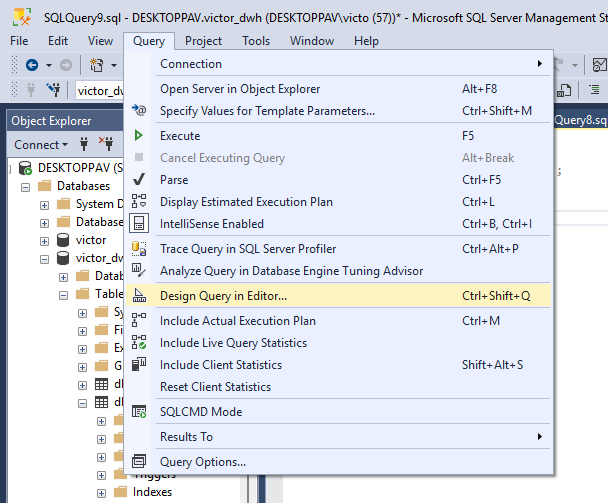 SQLQuery9.sql - DESKTOPPAV.victor_dwh (DESKTOPPAV\victo (57))* - Microsoft SQL Server Management St
File Edit View Query Project Tools Window Help
victor_dw
Object Explorer
Connect
DESKTOPPAV (S
Databases
System D
Database
victor
victor_dw
Datab
Table
Sy
Fi
Ex
G
dl
dl
Triggers
Indexes
Connection
Open Server in Object Explorer Alt+F8
Specify Values for Template Parameters... Ctrl+Shift+M
Execute F5
Cancel Executing Query Alt+Break
Parse Ctrl+F5
Display Estimated Execution Plan Ctrl+L
IntelliSense Enabled Ctrl+B, Ctrl+I
Trace Query in SQL Server Profiler Ctrl+Alt+P
Analyze Query in Database Engine Tuning Advisor
Design Query in Editor... Ctrl+Shift+Q
Include Actual Execution Plan Ctrl+M
Include Live Query Statistics
Include Client Statistics Shift+Alt+S
Reset Client Statistics
SQLCMD Mode
Results To
Query Options...
Query8.sq
;